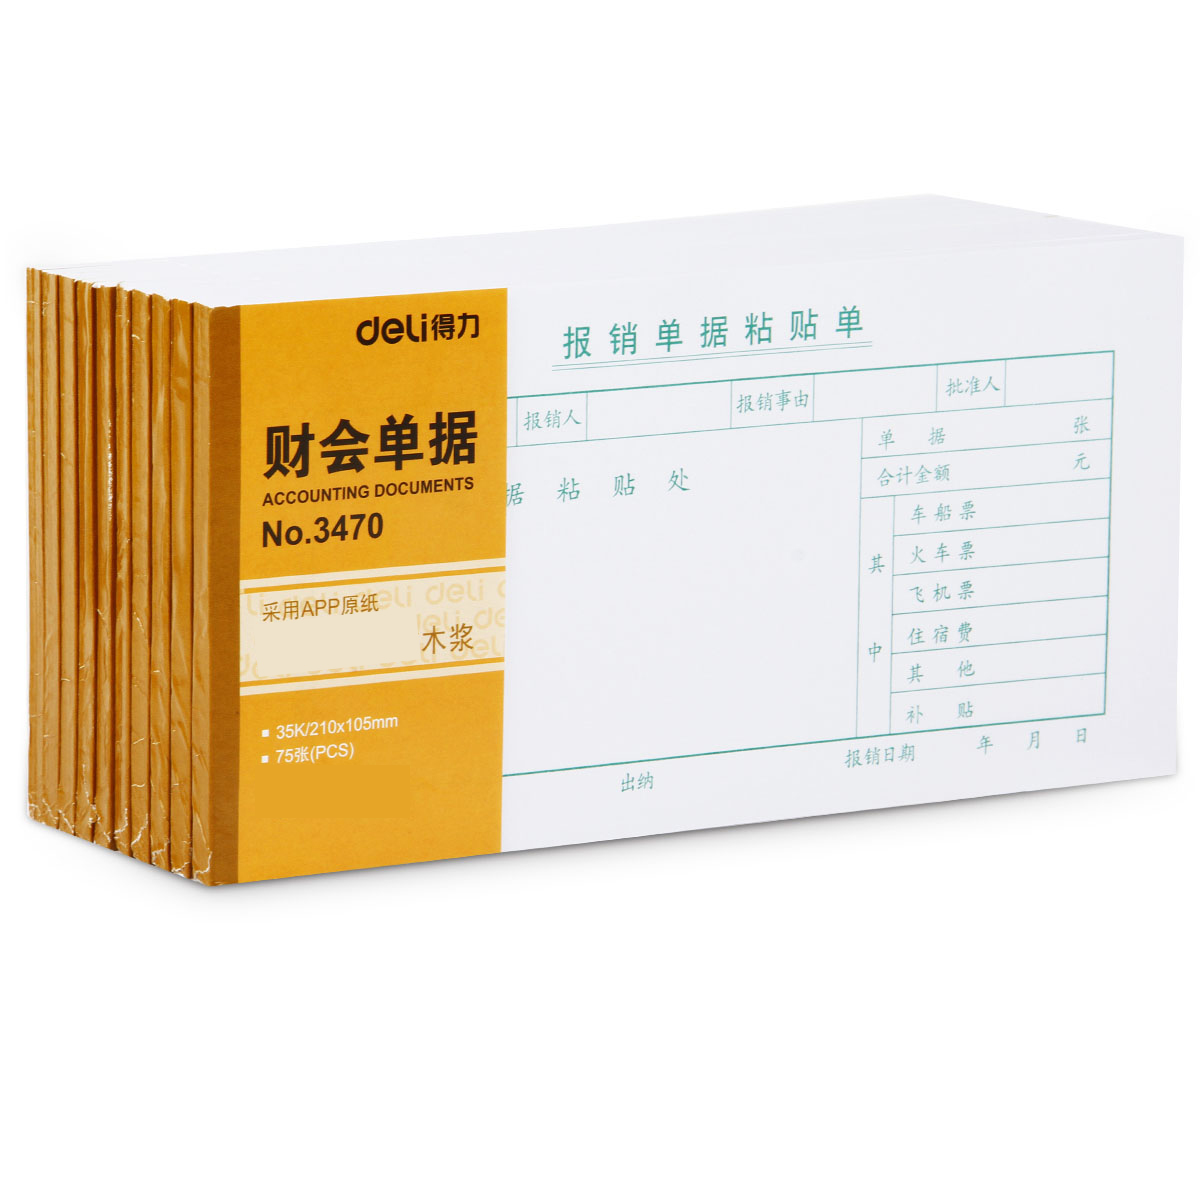 deli得力
财会单据
ACCOUNTING DOCUMENTS
No.3470
采用APP原纸
木浆
■ 35K/210x105mm
■ 75张(PCS)
报销单据粘贴单
报销人 报销事由 批准人
据粘贴处
单据 张
合计金额 元
其中
车船票
火车票
飞机票
住宿费
其他
补贴
出纳 报销日期 年 月 日